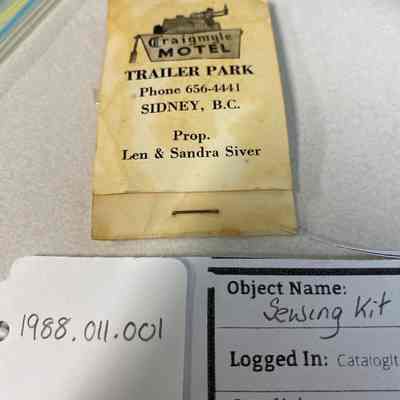 Craigmyle
MOTEL
TRAILER PARK
Phone 656-4441
SIDNEY, B.C.
Prop.
Len & Sandra Siver
1988.011.001
Object Name:
Sewing Kit
Logged In: Catalogit